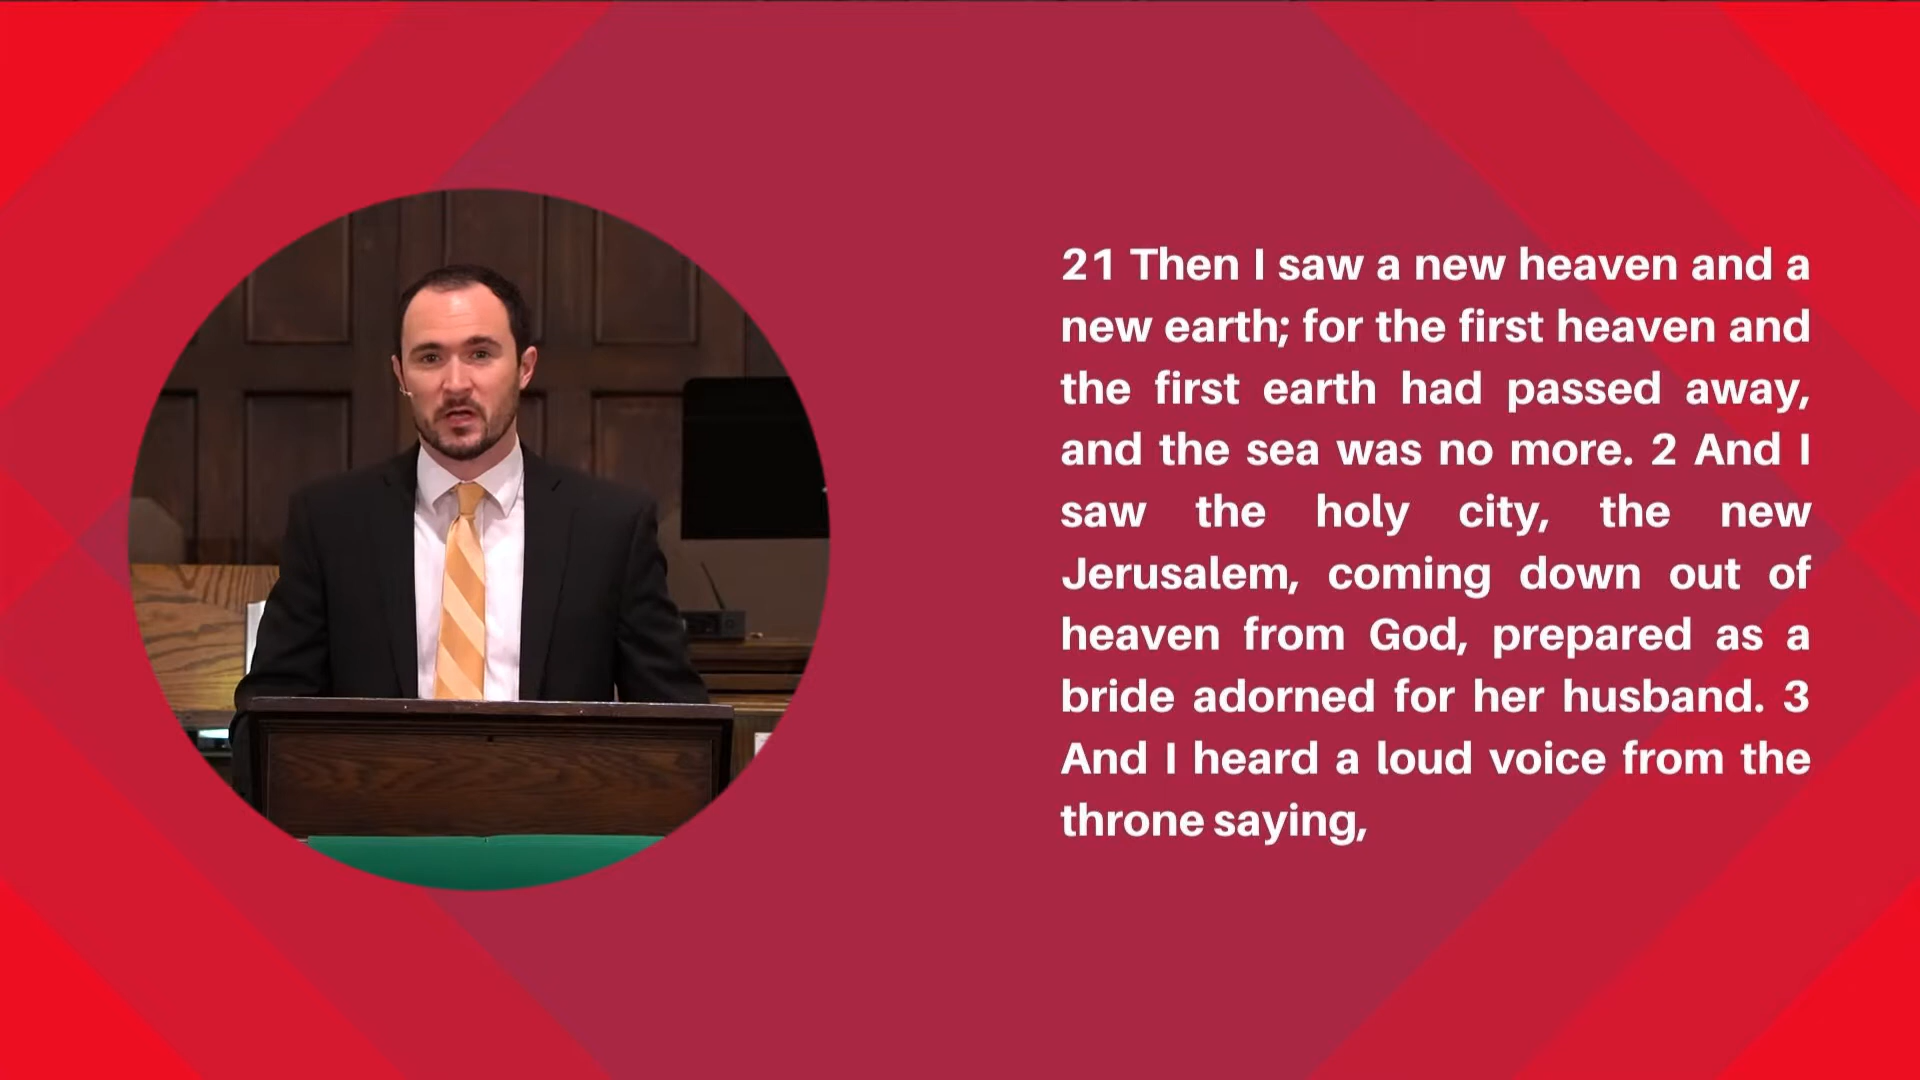 21 Then I saw a new heaven and a
new earth; for the first heaven and
the first earth had passed away,
and the sea was no more. 2 And I
saw the holy city, the new
Jerusalem, coming down out of
heaven from God, prepared as a
bride adorned for her husband. 3
And I heard a loud voice from the
throne saying,